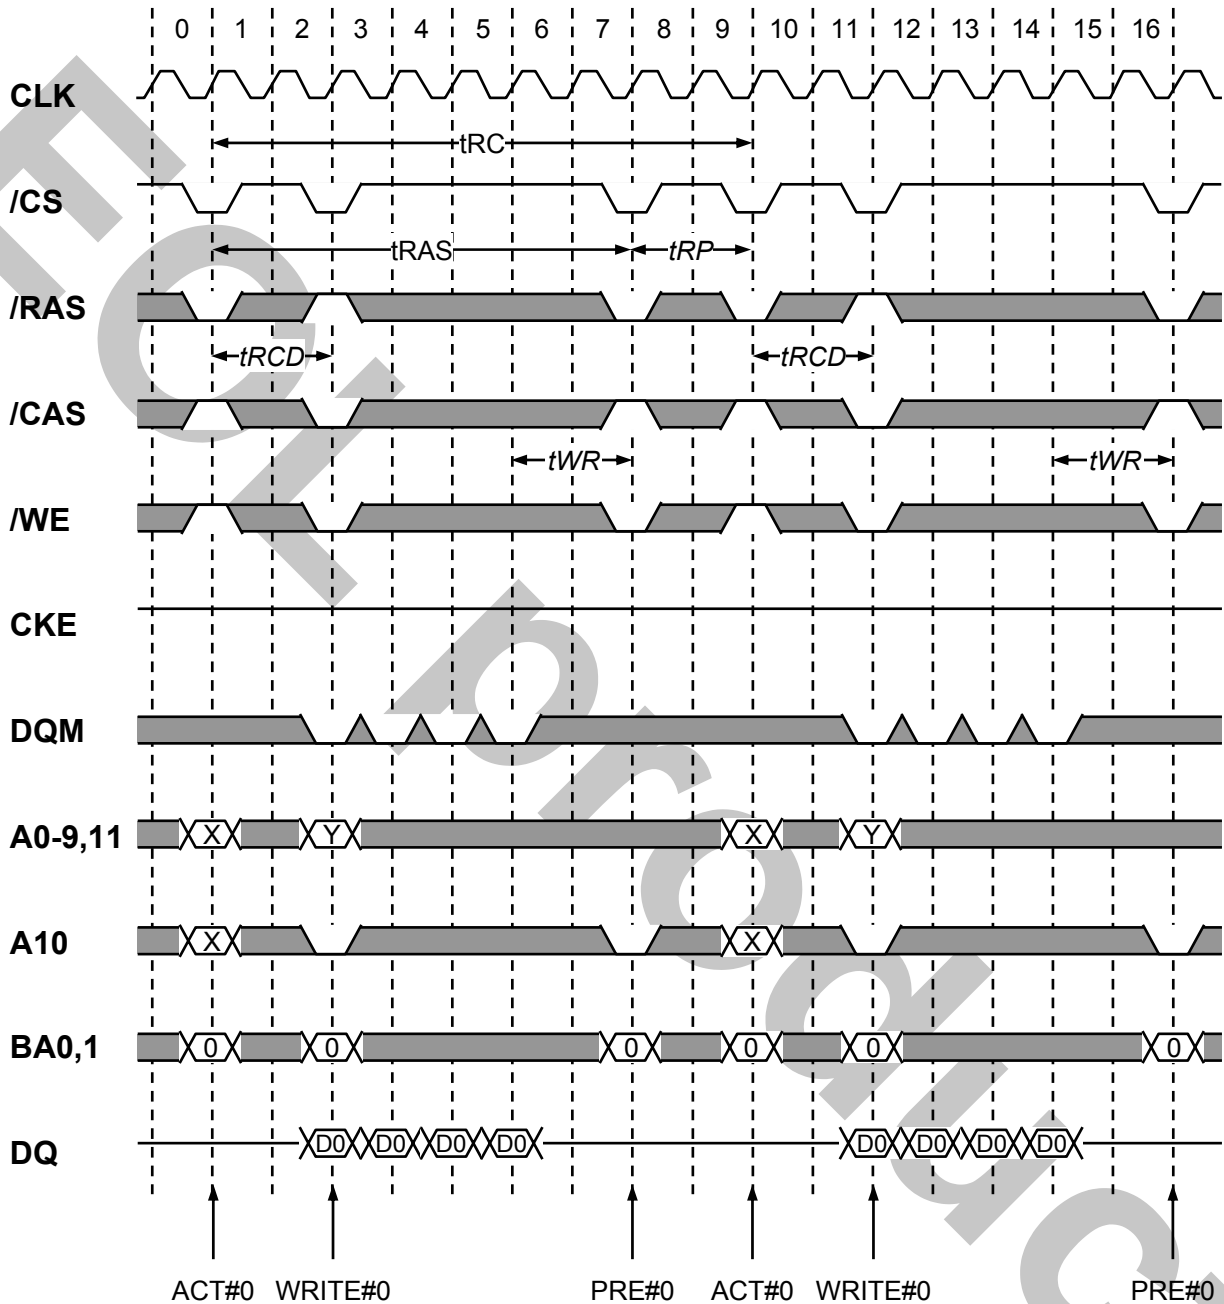 0 1 2 3 4 5 6 7 8 9 10 11 12 13 14 15 16
CLK
tRC
/CS
tRAS tRP
/RAS
tRCD tRCD
/CAS
tWR tWR
/WE
CKE
DQM
A0-9,11 X Y X Y
A10 X X
BA0,1 0 0 0 0 0 0
DQ D0 D0 D0 D0 D0 D0 D0 D0
ACT#0 WRITE#0 PRE#0 ACT#0 WRITE#0 PRE#0